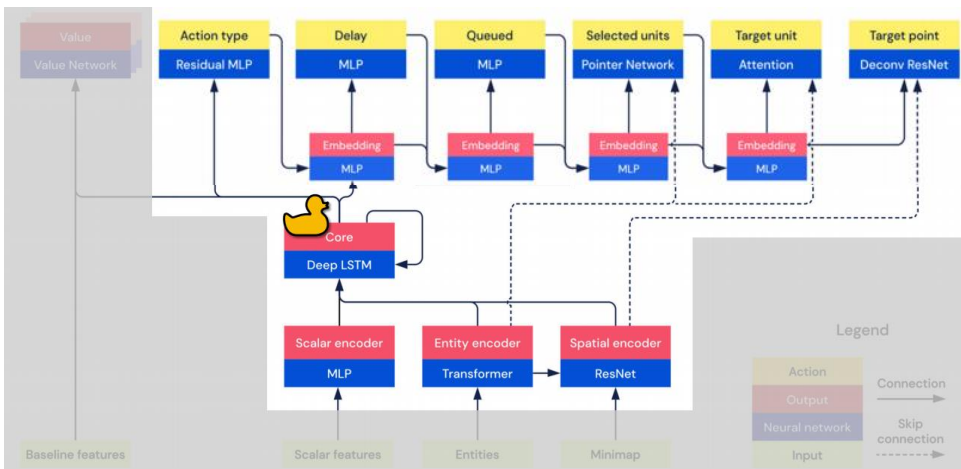 Value
Value Network
Action type
Residual MLP
Delay
MLP
Queued
MLP
Selected units
Pointer Network
Target unit
Attention
Target point
Deconv ResNet
Embedding
MLP
Embedding
MLP
Embedding
MLP
Embedding
MLP
Core
Deep LSTM
Scalar encoder
MLP
Entity encoder
Transformer
Spatial encoder
ResNet
Baseline features
Scalar features
Entities
Minimap
Legend
Action
Output
Neural network
Input
Connection
Skip
connection